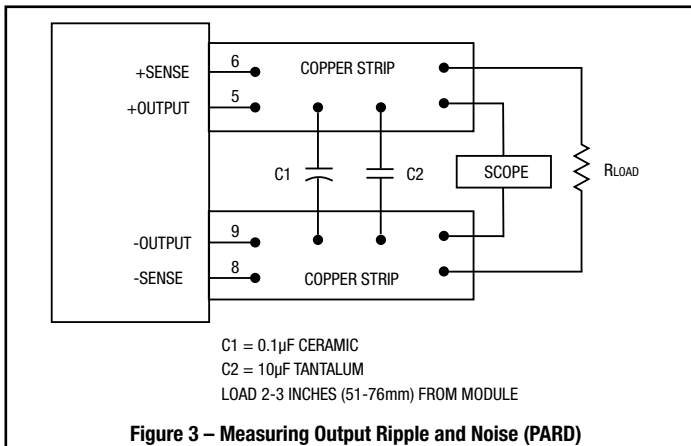 +SENSE
6
COPPER STRIP
+OUTPUT
5
C1
C2
SCOPE
RLOAD
-OUTPUT
9
-SENSE
8
COPPER STRIP
C1 = 0.1µF CERAMIC
C2 = 10µF TANTALUM
LOAD 2-3 INCHES (51-76mm) FROM MODULE
Figure 3 – Measuring Output Ripple and Noise (PARD)